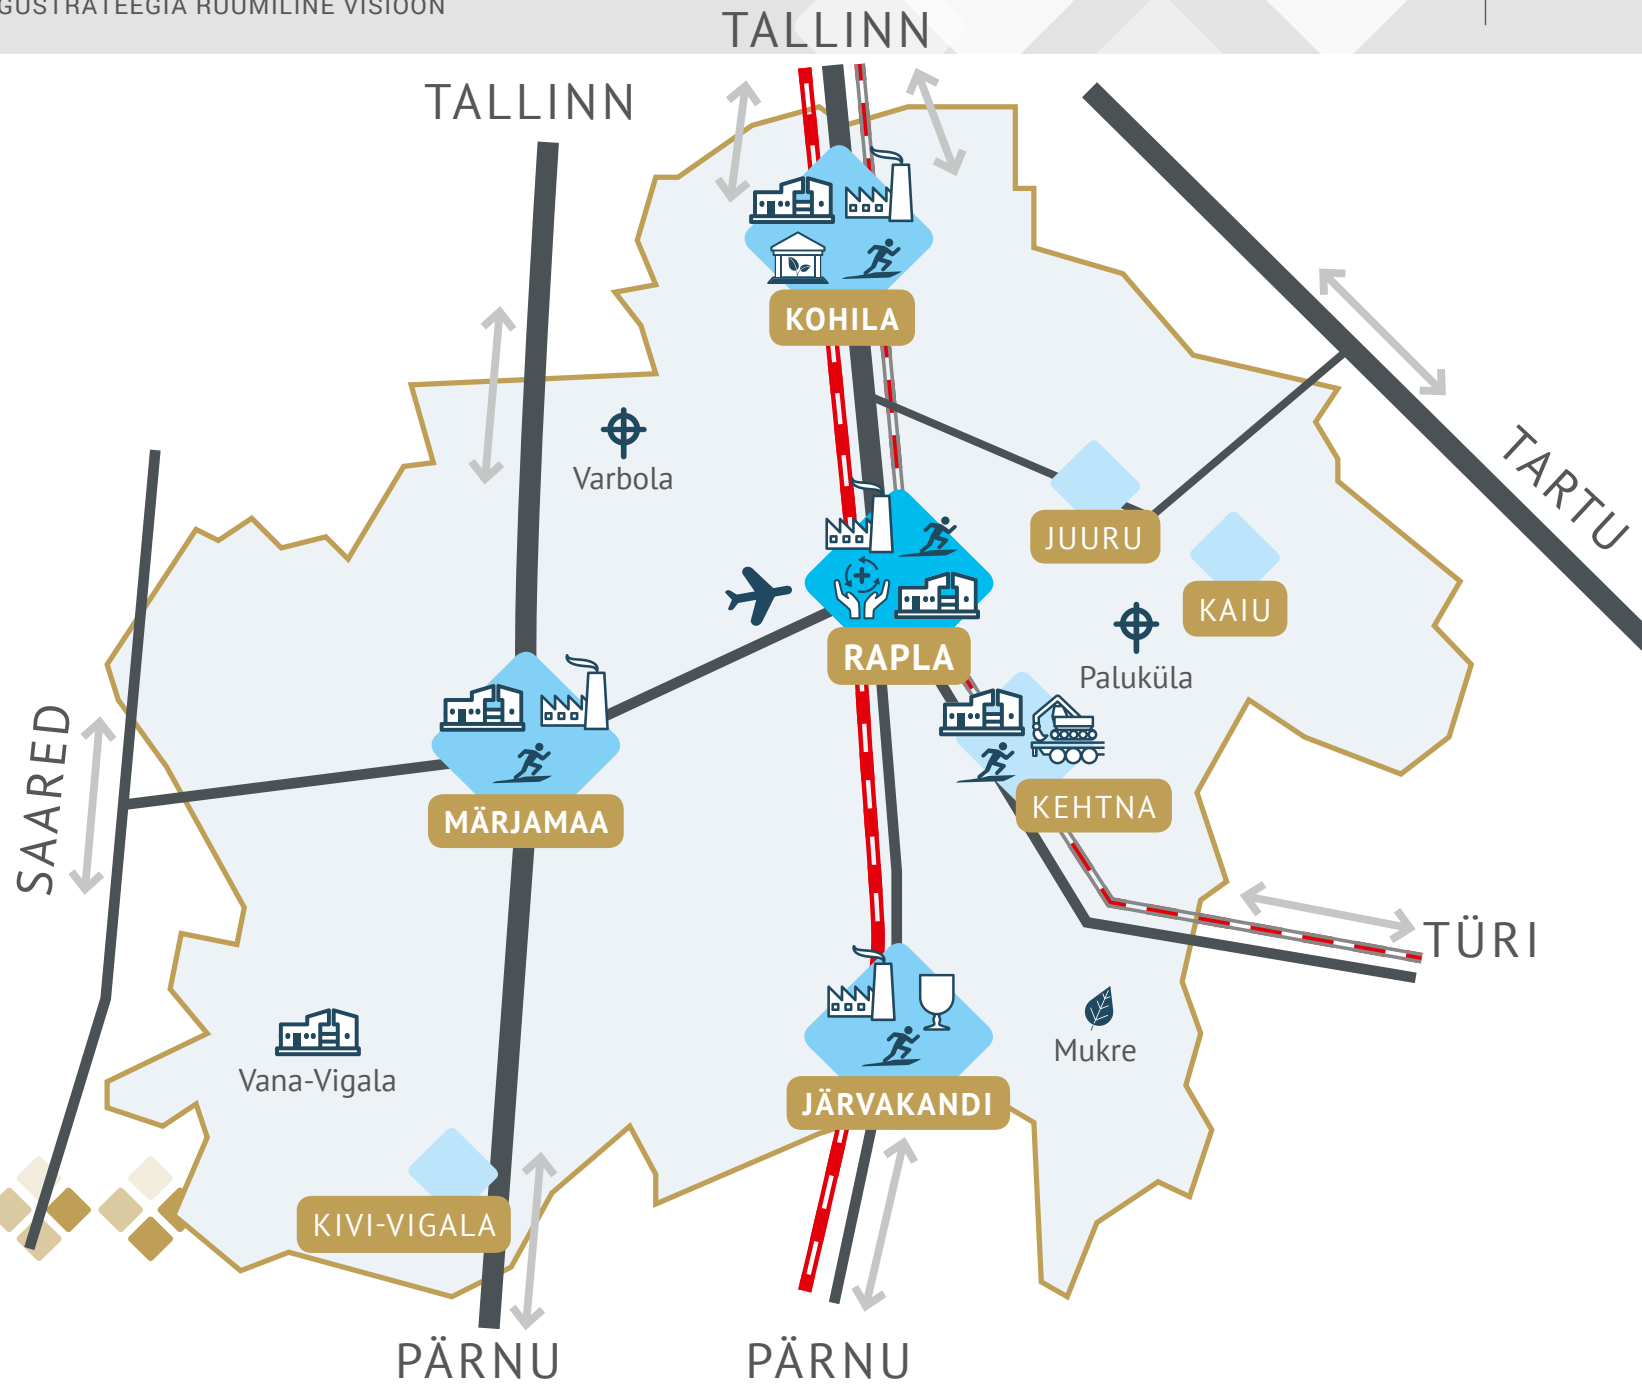 GUSTRATEEGIA RUUMILINE VISIOON
TALLINN
TALLINN
KOHILA
TARTU
Varbola
JUURU
KAIU
RAPLA
Paluküla
SAARED
MÄRJAMAA
KEHTNA
TÜRI
Mukre
Vana-Vigala
JÄRVAKANDI
KIVI-VIGALA
PÄRNU
PÄRNU